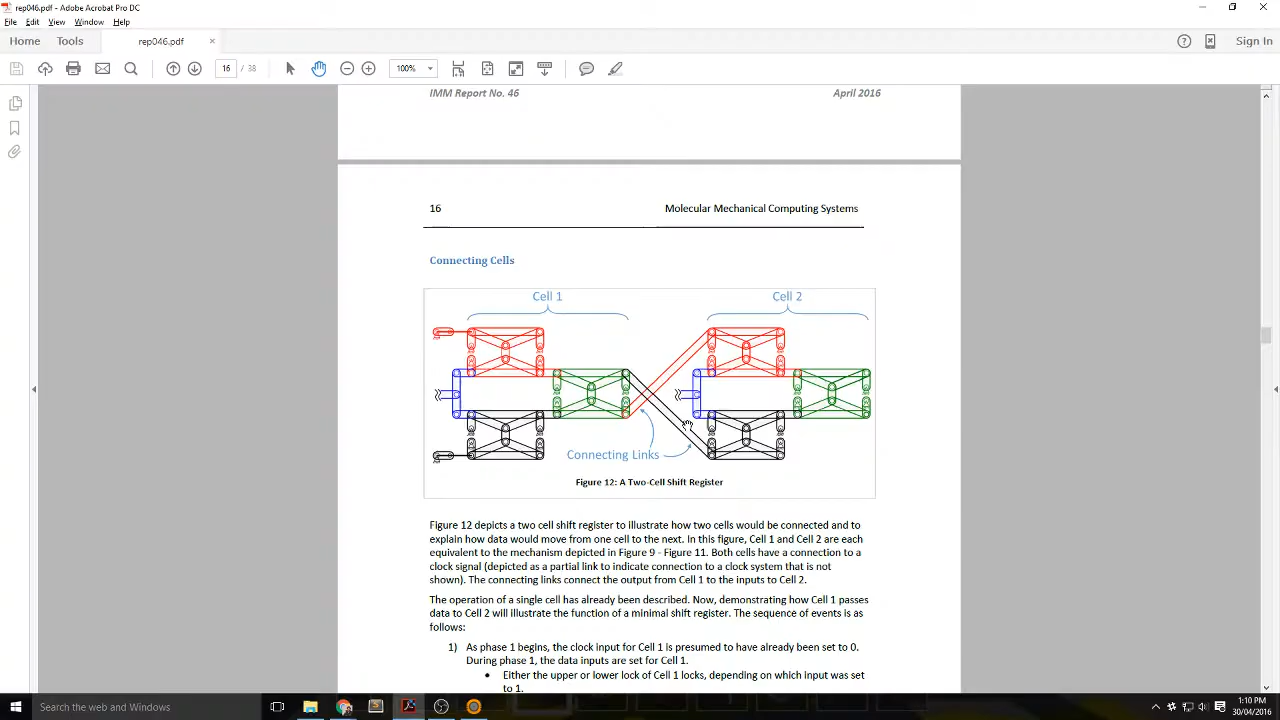 rep046.pdf - Adobe Acrobat Pro DC
File Edit View Window Help
Home Tools rep046.pdf × Sign In
16 / 38 100%
IMM Report No. 46 April 2016
16 Molecular Mechanical Computing Systems
Connecting Cells
Cell 1 Cell 2
Connecting Links
Figure 12: A Two-Cell Shift Register
Figure 12 depicts a two cell shift register to illustrate how two cells would be connected and to
explain how data would move from one cell to the next. In this figure, Cell 1 and Cell 2 are each
equivalent to the mechanism depicted in Figure 9 - Figure 11. Both cells have a connection to a
clock signal (depicted as a partial link to indicate connection to a clock system that is not
shown). The connecting links connect the output from Cell 1 to the inputs to Cell 2.
The operation of a single cell has already been described. Now, demonstrating how Cell 1 passes
data to Cell 2 will illustrate the function of a minimal shift register. The sequence of events is as
follows:
1) As phase 1 begins, the clock input for Cell 1 is presumed to have already been set to 0.
During phase 1, the data inputs are set for Cell 1.
• Either the upper or lower lock of Cell 1 locks, depending on which input was set
to 1.
Search the web and Windows
1:10 PM
30/04/2016